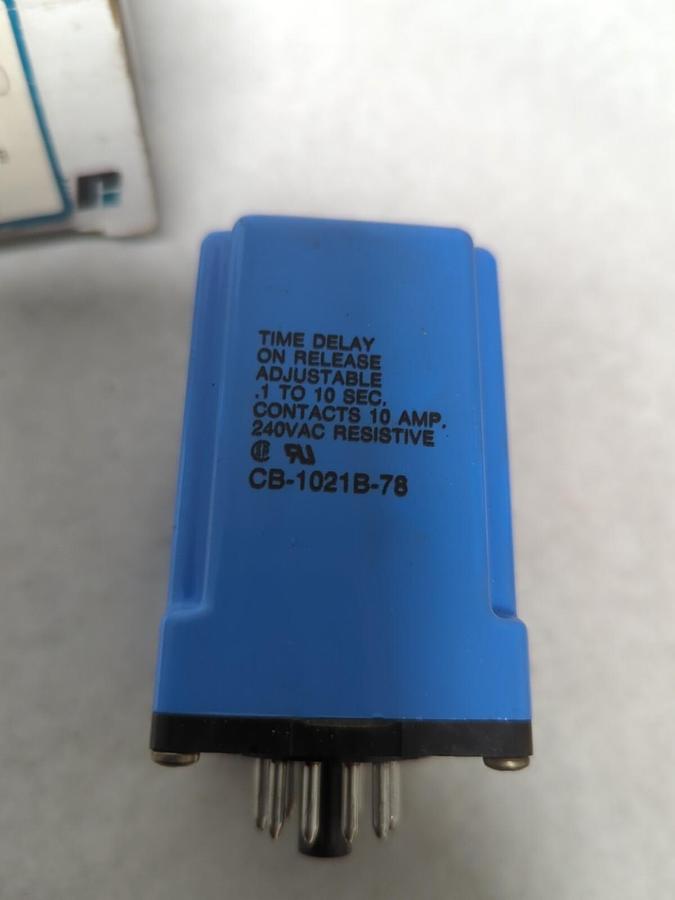 TIME DELAY
ON RELEASE
ADJUSTABLE
.1 TO 10 SEC.
CONTACTS 10 AMP.
240VAC RESISTIVE
CB-1021B-78